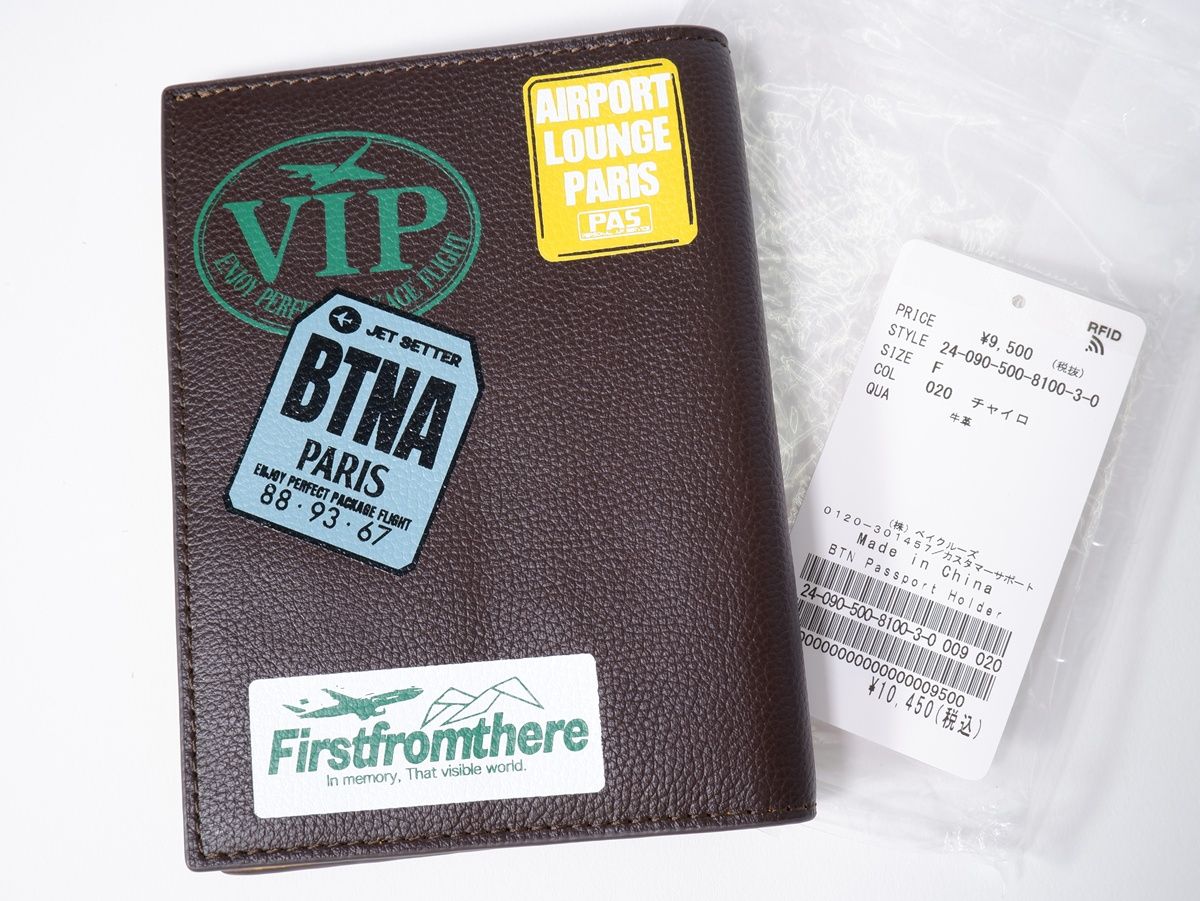 VIP
ENJOY PERFECT PACKAGE FLIGHT
AIRPORT
LOUNGE
PARIS
PAS
JET SETTER
BTNA
PARIS
ENJOY PERFECT PACKAGE FLIGHT
88・93・67
Firstfromthere
In memory, That visible world.
RFID
PRICE ¥9,500 (税抜)
STYLE 24-090-500-8100-3-0
SIZE F
COL 020 チャイロ
QUA 牛革
(株) ベイクルーズ
0120-301457/カスタマーサポート
Made in China
BTN Passport Holder
24-090-500-8100-3-0 009 020
¥10,450(税込)